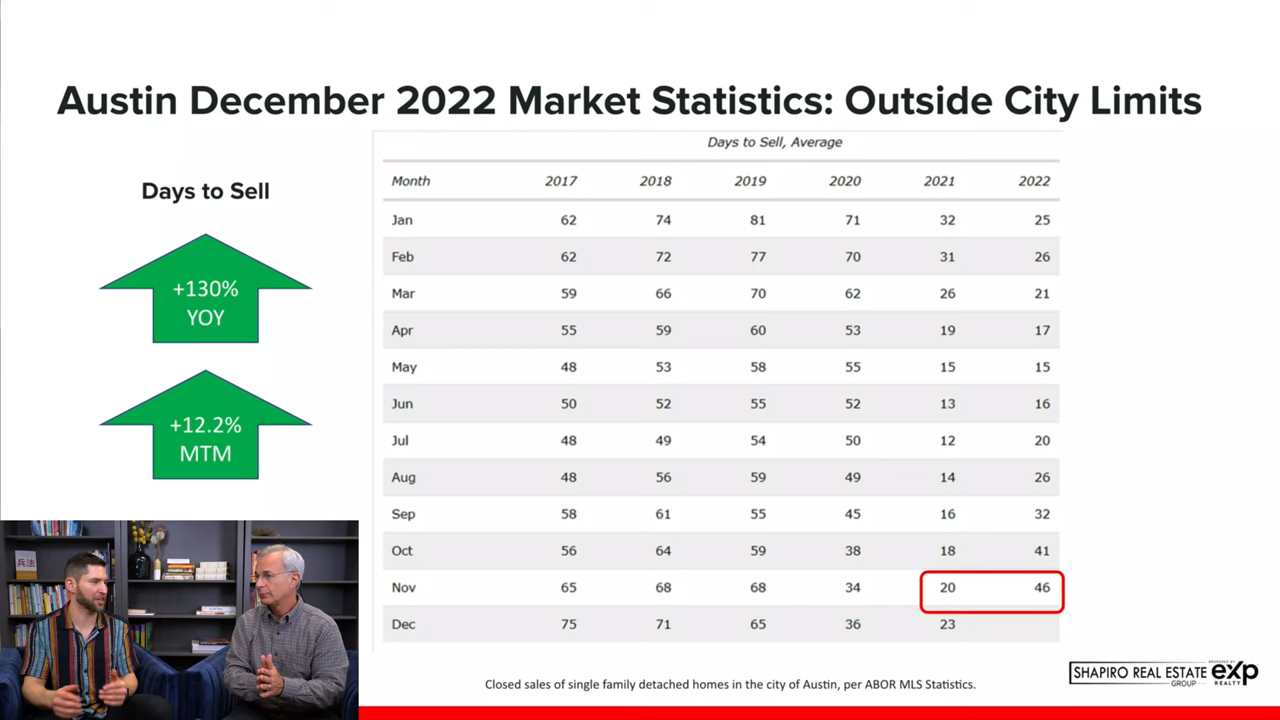 Austin December 2022 Market Statistics: Outside City Limits
Days to Sell
+130%
YOY
+12.2%
MTM
Days to Sell, Average
Month 2017 2018 2019 2020 2021 2022
Jan 62 74 81 71 32 25
Feb 62 72 77 70 31 26
Mar 59 66 70 62 26 21
Apr 55 59 60 53 19 17
May 48 53 58 55 15 15
Jun 50 52 55 52 13 16
Jul 48 49 54 50 12 20
Aug 48 56 59 49 14 26
Sep 58 61 55 45 16 32
Oct 56 64 59 38 18 41
Nov 65 68 68 34 20 46
Dec 75 71 65 36 23
兵法
Closed sales of single family detached homes in the city of Austin, per ABOR MLS Statistics.
SHAPIRO REAL ESTATE
GROUP
exp
REALTY